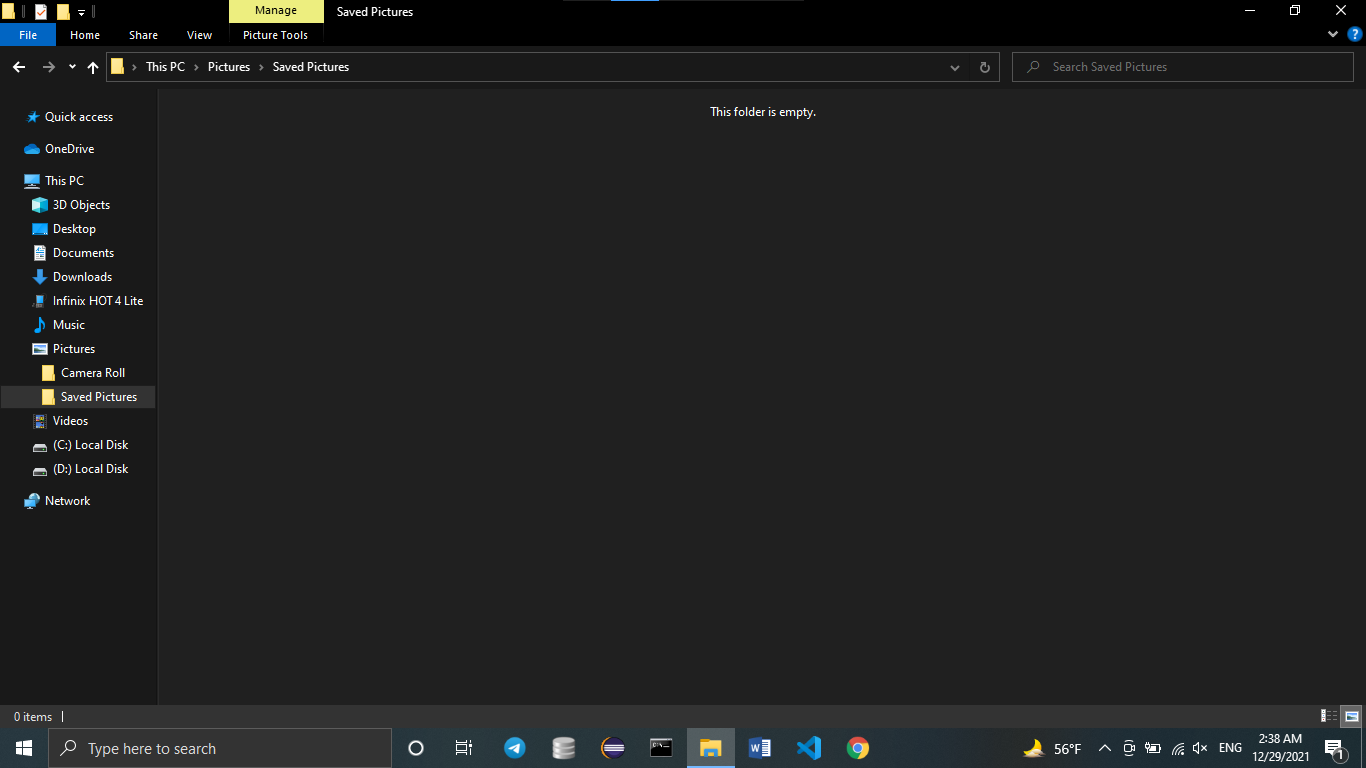 Manage
Saved Pictures
File
Home
Share
View
Picture Tools
?
This PC
Pictures
Saved Pictures
Search Saved Pictures
This folder is empty.
Quick access
OneDrive
This PC
3D Objects
Desktop
Documents
Downloads
Infinix HOT 4 Lite
Music
Pictures
Camera Roll
Saved Pictures
Videos
(C:) Local Disk
(D:) Local Disk
Network
0 items
Type here to search
56°F
ENG
2:38 AM
12/29/2021
1